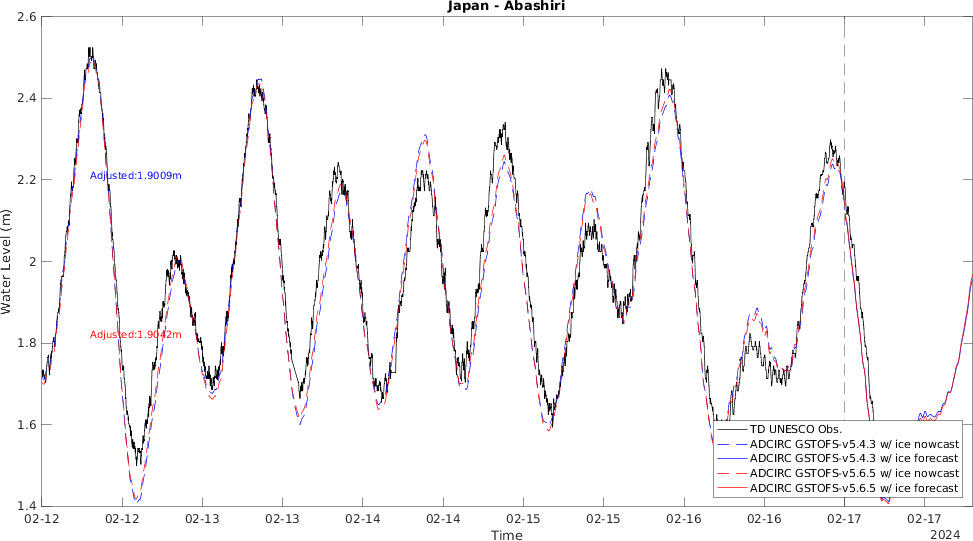 Japan - Abashiri
2.6
2.4
2.2
2
1.8
1.6
1.4
Water Level (m)
Adjusted:1.9009m
Adjusted:1.9042m
TD UNESCO Obs.
ADCIRC GSTOFS-v5.4.3 w/ ice nowcast
ADCIRC GSTOFS-v5.4.3 w/ ice forecast
ADCIRC GSTOFS-v5.6.5 w/ ice nowcast
ADCIRC GSTOFS-v5.6.5 w/ ice forecast
02-12 02-12 02-13 02-13 02-14 02-14 02-15 02-15 02-16 02-16 02-17 02-17
Time
2024